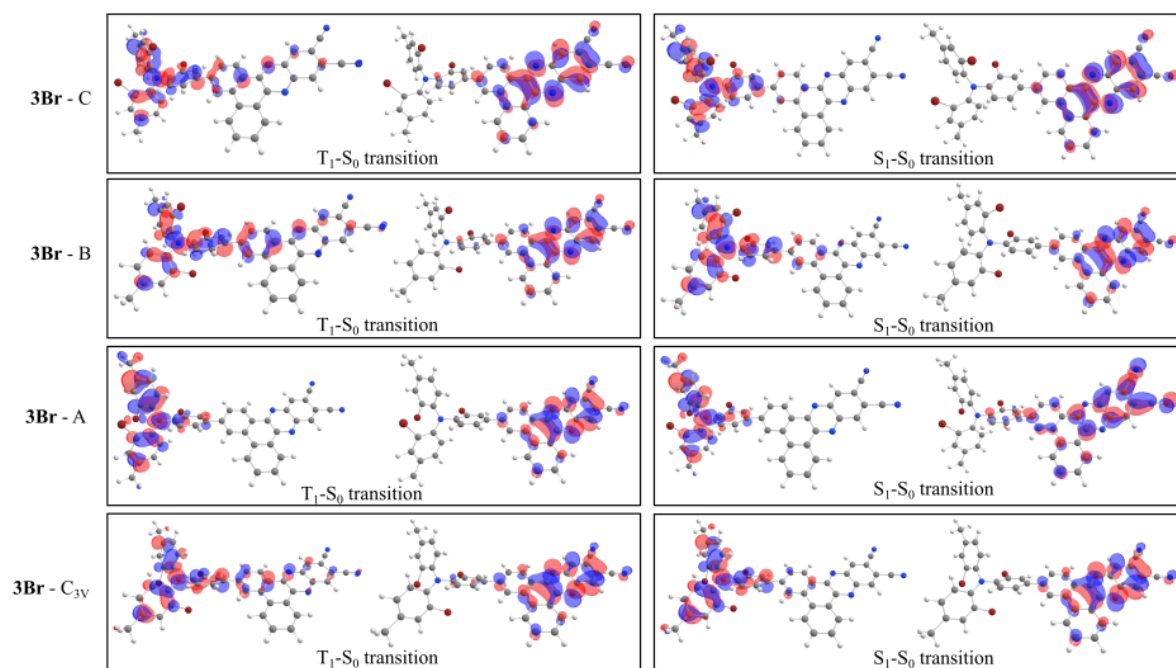 3Br - C
T₁-S₀ transition
S₁-S₀ transition
3Br - B
T₁-S₀ transition
S₁-S₀ transition
3Br - A
T₁-S₀ transition
S₁-S₀ transition
3Br - C₃ᵥ
T₁-S₀ transition
S₁-S₀ transition